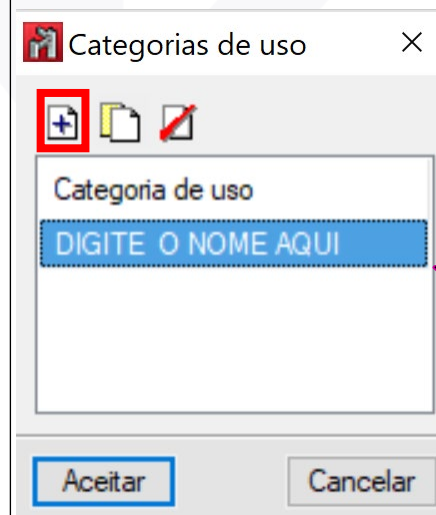 Categorias de uso
Categoria de uso
DIGITE O NOME AQUI
Aceitar
Cancelar